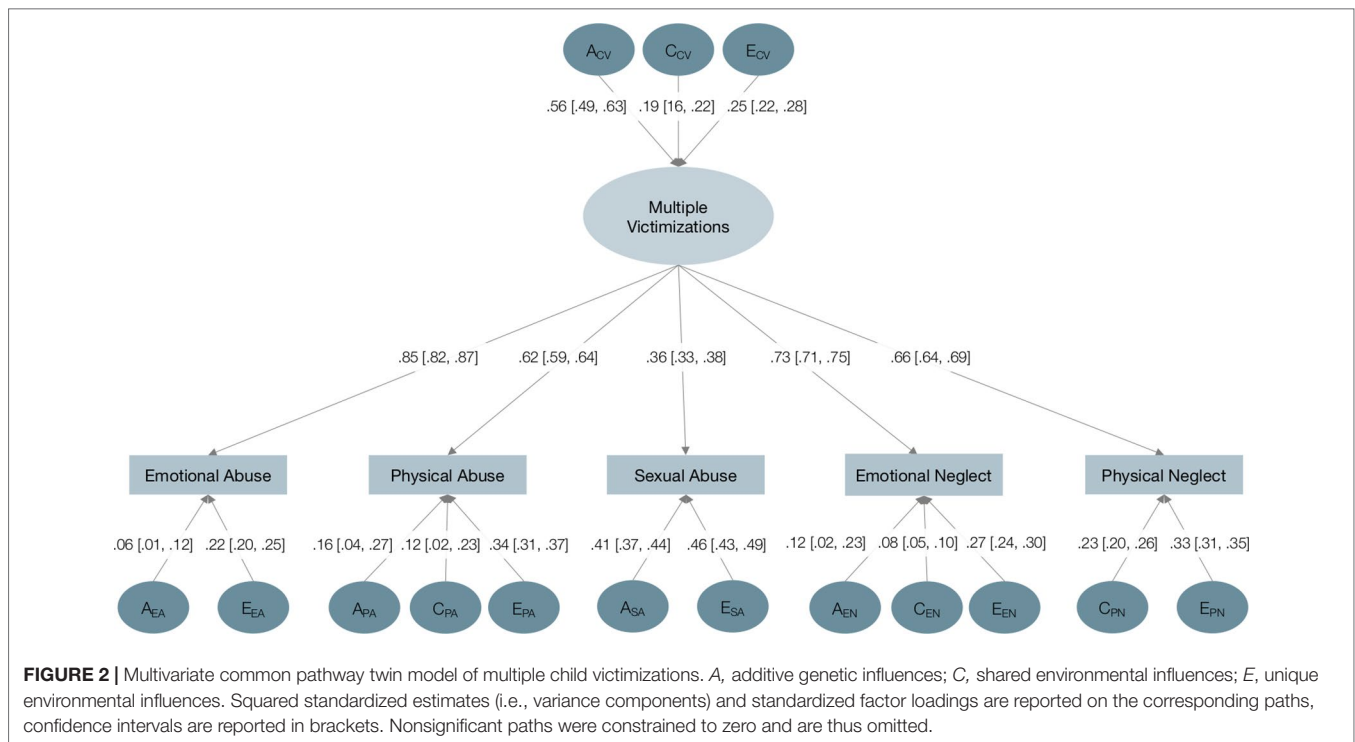 ACV CCV ECV
.56 [.49, .63] .19 [16, .22] .25 [.22, .28]
Multiple
Victimizations
.85 [.82, .87] .62 [.59, .64] .36 [.33, .38] .73 [.71, .75] .66 [.64, .69]
Emotional Abuse Physical Abuse Sexual Abuse Emotional Neglect Physical Neglect
.06 [.01, .12] .22 [.20, .25] .16 [.04, .27] .12 [.02, .23] .34 [.31, .37] .41 [.37, .44] .46 [.43, .49] .12 [.02, .23] .08 [.05, .10] .27 [.24, .30] .23 [.20, .26] .33 [.31, .35]
AEA EEA APA CPA EPA ASA ESA AEN CEN EEN CPN EPN
FIGURE 2 | Multivariate common pathway twin model of multiple child victimizations. A, additive genetic influences; C, shared environmental influences; E, unique
environmental influences. Squared standardized estimates (i.e., variance components) and standardized factor loadings are reported on the corresponding paths,
confidence intervals are reported in brackets. Nonsignificant paths were constrained to zero and are thus omitted.